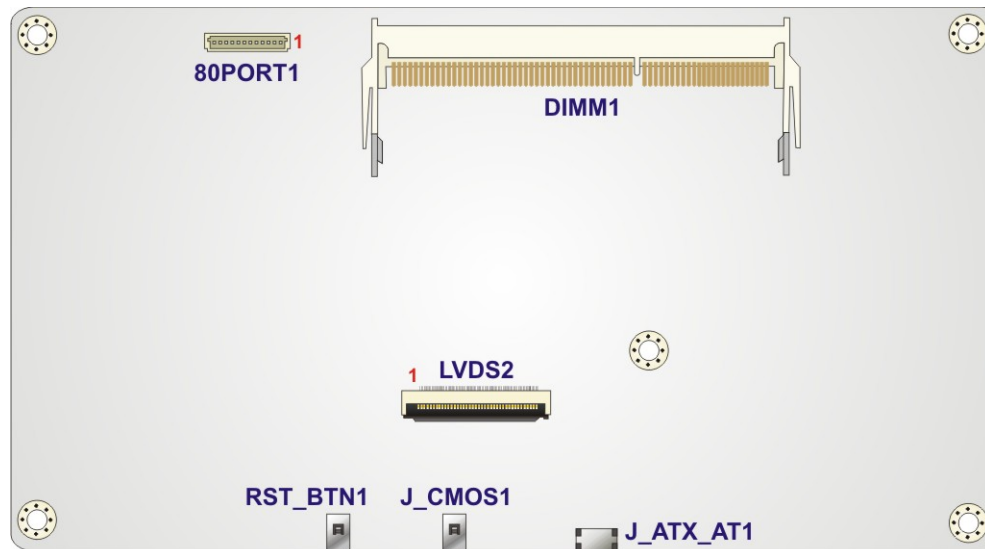 1
80PORT1
DIMM1
1
LVDS2
RST_BTN1
J_CMOS1
J_ATX_AT1